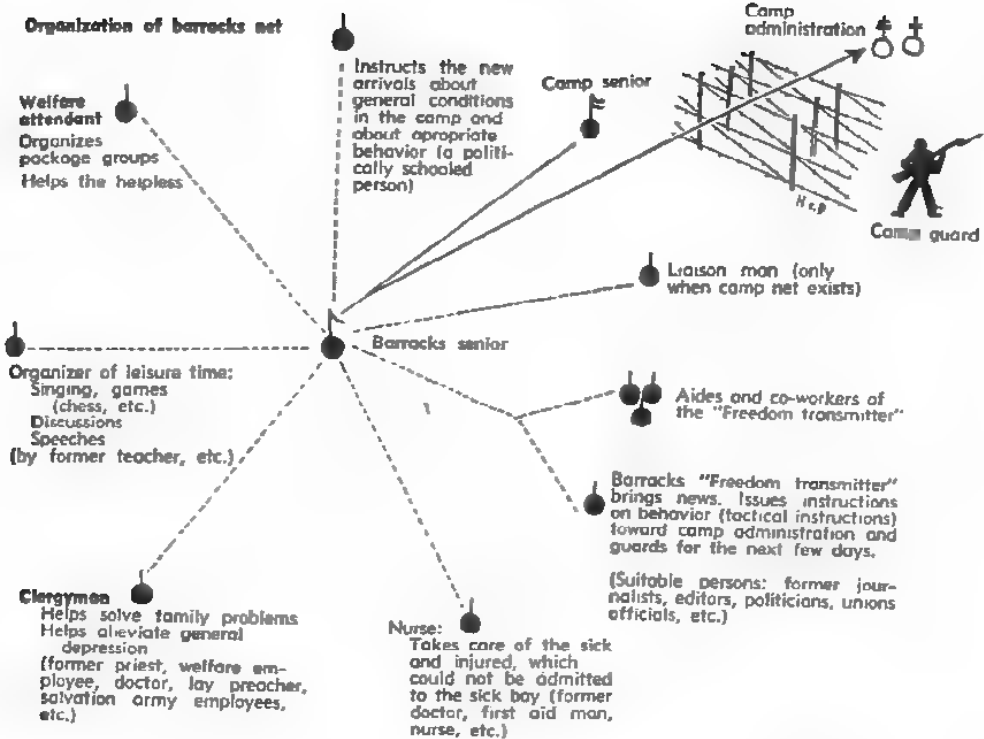 Organization of barracks net
Camp
administration
Instructs the new
arrivals about
general conditions
in the camp and
about apropriate
behavior (a politi-
cally schooled
person)
Camp senior
Welfare
attendant
Organizes
package groups
Helps the helpless
Camp guard
Liaison man (only
when camp net exists)
Barracks senior
Organizer of leisure time:
Singing, games
(chess, etc.)
Discussions
Speeches
(by former teacher, etc.)
Aides and co-workers of
the "Freedom transmitter"
Barracks "Freedom transmitter"
brings news. Issues instructions
on behavior (tactical instructions)
toward camp administration and
guards for the next few days.
(Suitable persons: former jour-
nalists, editors, politicians, unions
officials, etc.)
Clergyman
Helps solve family problems
Helps alleviate general
depression
(former priest, welfare em-
ployee, doctor, lay preacher,
salvation army employees,
etc.)
Nurse:
Takes care of the sick
and injured, which
could not be admitted
to the sick bay (former
doctor, first aid man,
nurse, etc.)